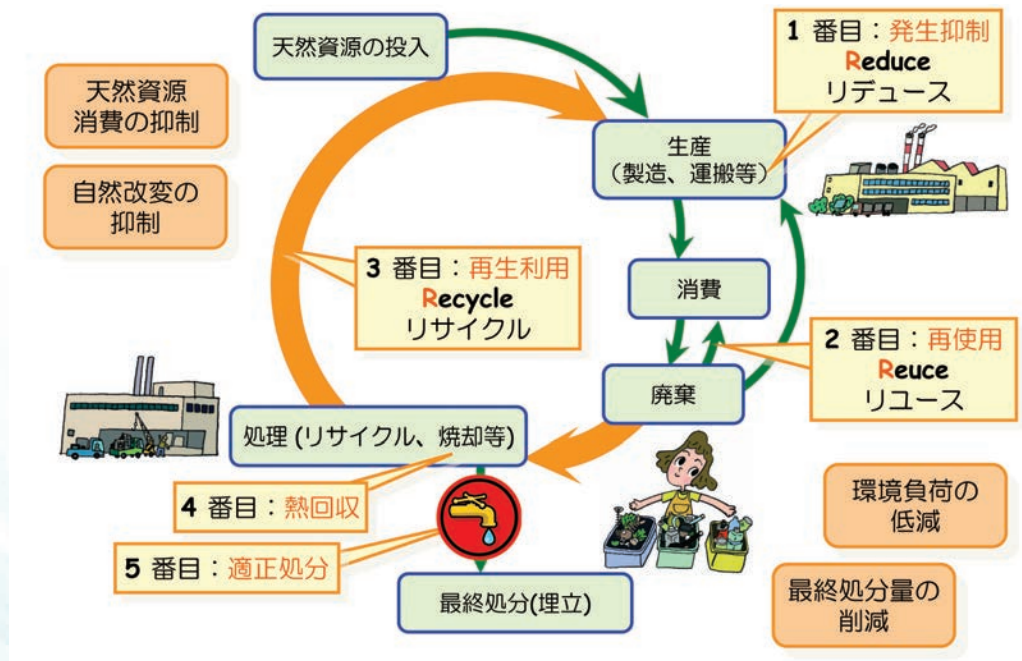 天然資源の投入
1 番目：発生抑制
Reduce
リデュース
天然資源
消費の抑制
生産
（製造、運搬等）
自然改変の
抑制
3 番目：再生利用
Recycle
リサイクル
消費
2 番目：再使用
Reuce
リユース
廃棄
処理 (リサイクル、焼却等)
4 番目：熱回収
環境負荷の
低減
5 番目：適正処分
最終処分(埋立)
最終処分量の
削減